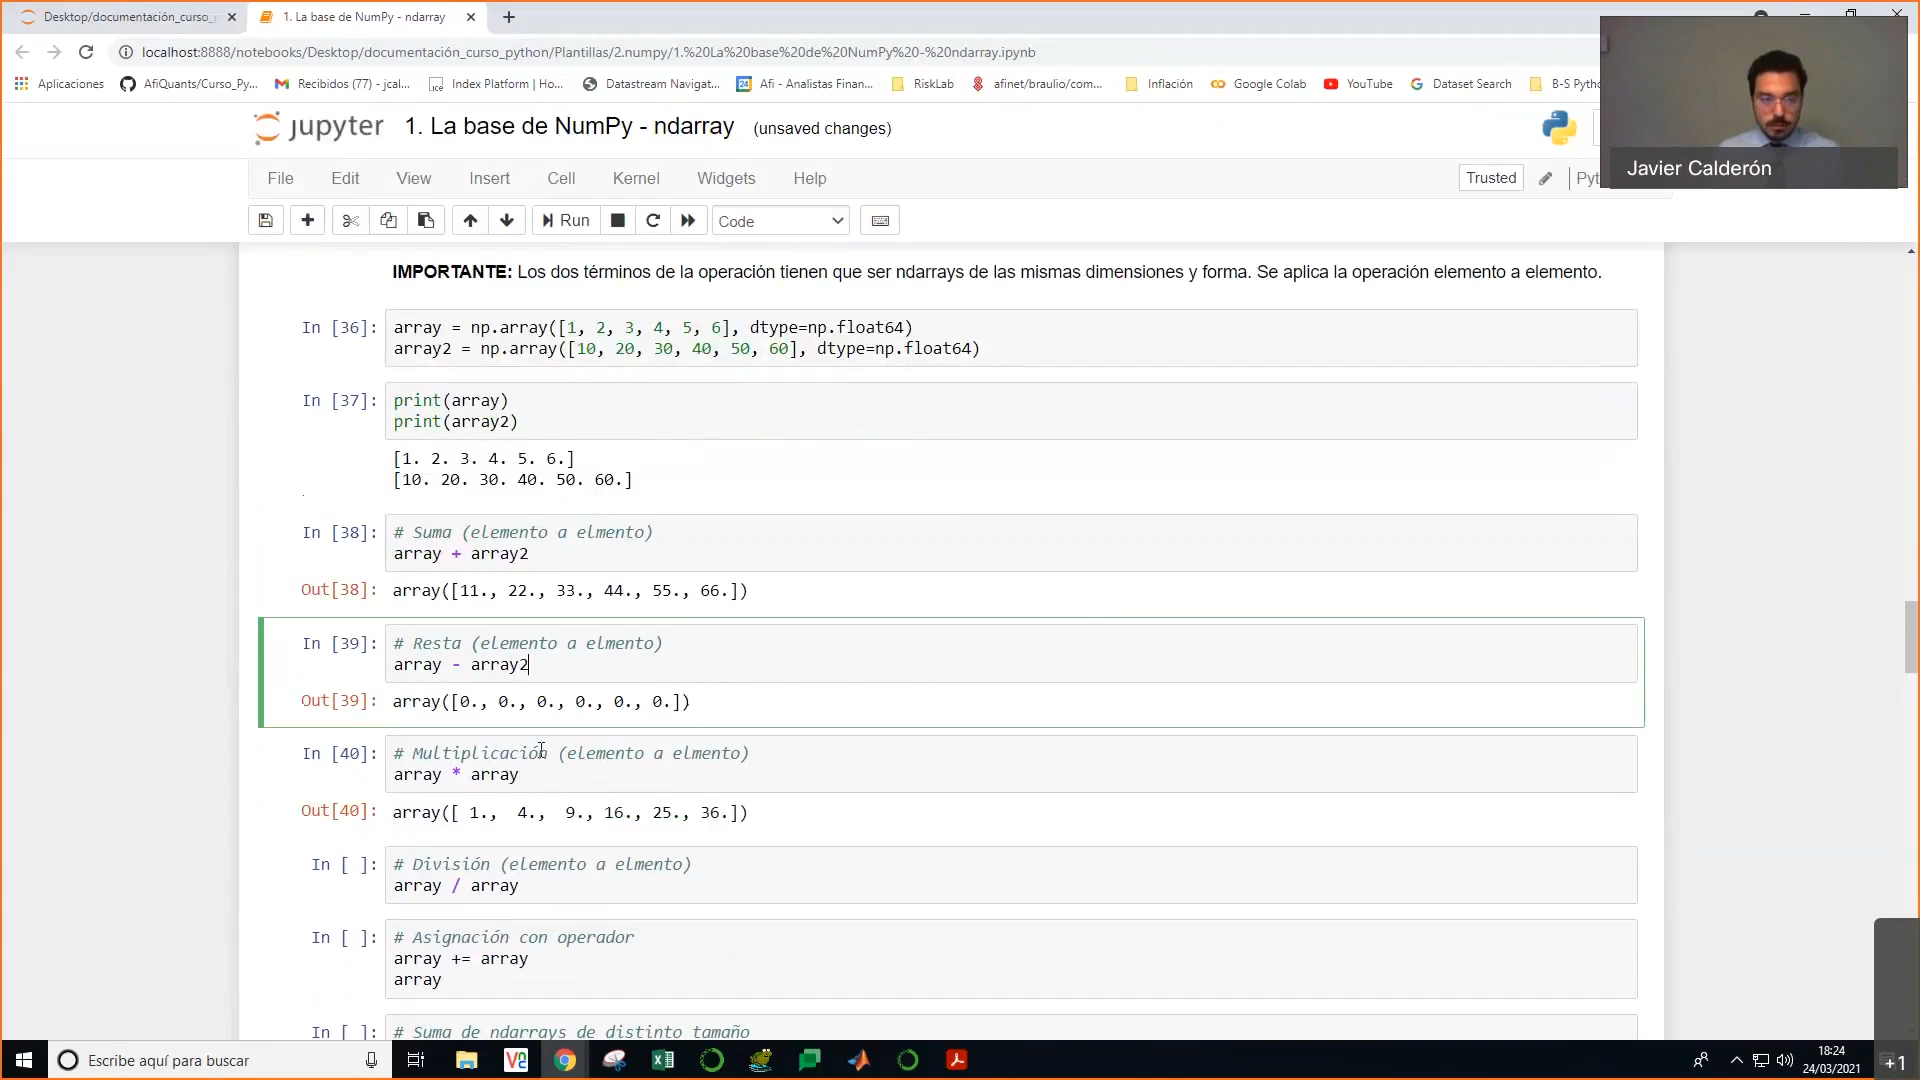 Desktop/documentación_curso_p
1. La base de NumPy - ndarray
localhost:8888/notebooks/Desktop/documentación_curso_python/Plantillas/2.numpy/1.%20La%20base%20de%20NumPy%20-%20ndarray.ipynb
Aplicaciones
AfiQuants/Curso_Py...
Recibidos (77) - jcal...
Index Platform | Ho...
Datastream Navigat...
Afi - Analistas Finan...
RiskLab
afinet/braulio/com...
Inflación
Google Colab
YouTube
Dataset Search
B-S Pytho
jupyter
1. La base de NumPy - ndarray
(unsaved changes)
Javier Calderón
File Edit View Insert Cell Kernel Widgets Help
Trusted
Pyt
Run
Code
IMPORTANTE: Los dos términos de la operación tienen que ser ndarrays de las mismas dimensiones y forma. Se aplica la operación elemento a elemento.
In [36]: array = np.array([1, 2, 3, 4, 5, 6], dtype=np.float64)
array2 = np.array([10, 20, 30, 40, 50, 60], dtype=np.float64)
In [37]: print(array)
print(array2)
[1. 2. 3. 4. 5. 6.]
[10. 20. 30. 40. 50. 60.]
In [38]: # Suma (elemento a elmento)
array + array2
Out[38]: array([11., 22., 33., 44., 55., 66.])
In [39]: # Resta (elemento a elmento)
array - array2
Out[39]: array([0., 0., 0., 0., 0., 0.])
In [40]: # Multiplicación (elemento a elmento)
array * array
Out[40]: array([ 1.,  4.,  9., 16., 25., 36.])
In [ ]: # División (elemento a elmento)
array / array
In [ ]: # Asignación con operador
array += array
array
In [ ]: # Suma de ndarrays de distinto tamaño
Escribe aquí para buscar
18:24
24/03/2021
+1